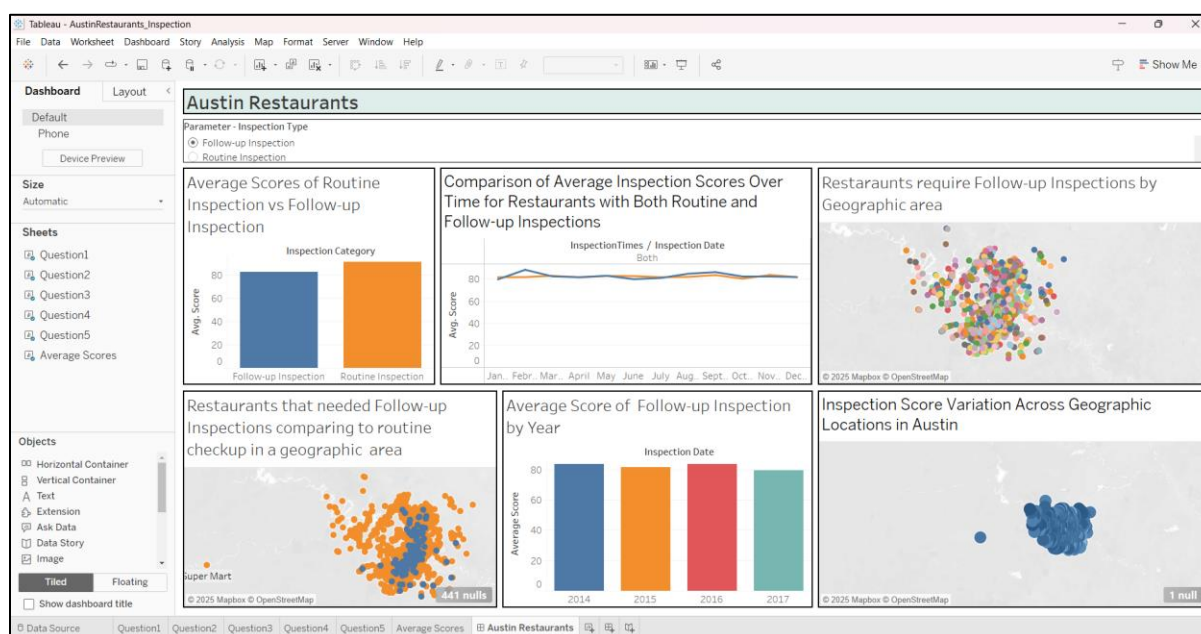 Tableau - AustinRestaurants_Inspection
File Data Worksheet Dashboard Story Analysis Map Format Server Window Help
Show Me
Dashboard Layout
Default
Phone
Device Preview
Size
Automatic
Sheets
Question1
Question2
Question3
Question4
Question5
Average Scores
Objects
Horizontal Container
Vertical Container
Text
Extension
Ask Data
Data Story
Image
Tiled Floating
Show dashboard title
Austin Restaurants
Parameter - Inspection Type
Follow-up Inspection
Routine Inspection
Average Scores of Routine
Inspection vs Follow-up
Inspection
Inspection Category
Avg. Score
80
60
40
20
0
Follow-up Inspection Routine Inspection
Comparison of Average Inspection Scores Over
Time for Restaurants with Both Routine and
Follow-up Inspections
InspectionTimes / Inspection Date
Both
Avg. Score
80
60
40
20
0
Jan.. Febr.. Mar.. April May June July Aug.. Sept.. Oct.. Nov.. Dec..
Restaraunts require Follow-up Inspections by
Geographic area
© 2025 Mapbox © OpenStreetMap
Restaurants that needed Follow-up
Inspections comparing to routine
checkup in a geographic area
Super Mart
© 2025 Mapbox © OpenStreetMap
441 nulls
Average Score of Follow-up Inspection
by Year
Inspection Date
Average Score
80
60
40
20
0
2014 2015 2016 2017
Inspection Score Variation Across Geographic
Locations in Austin
© 2025 Mapbox © OpenStreetMap
1 null
Data Source Question1 Question2 Question3 Question4 Question5 Average Scores Austin Restaurants